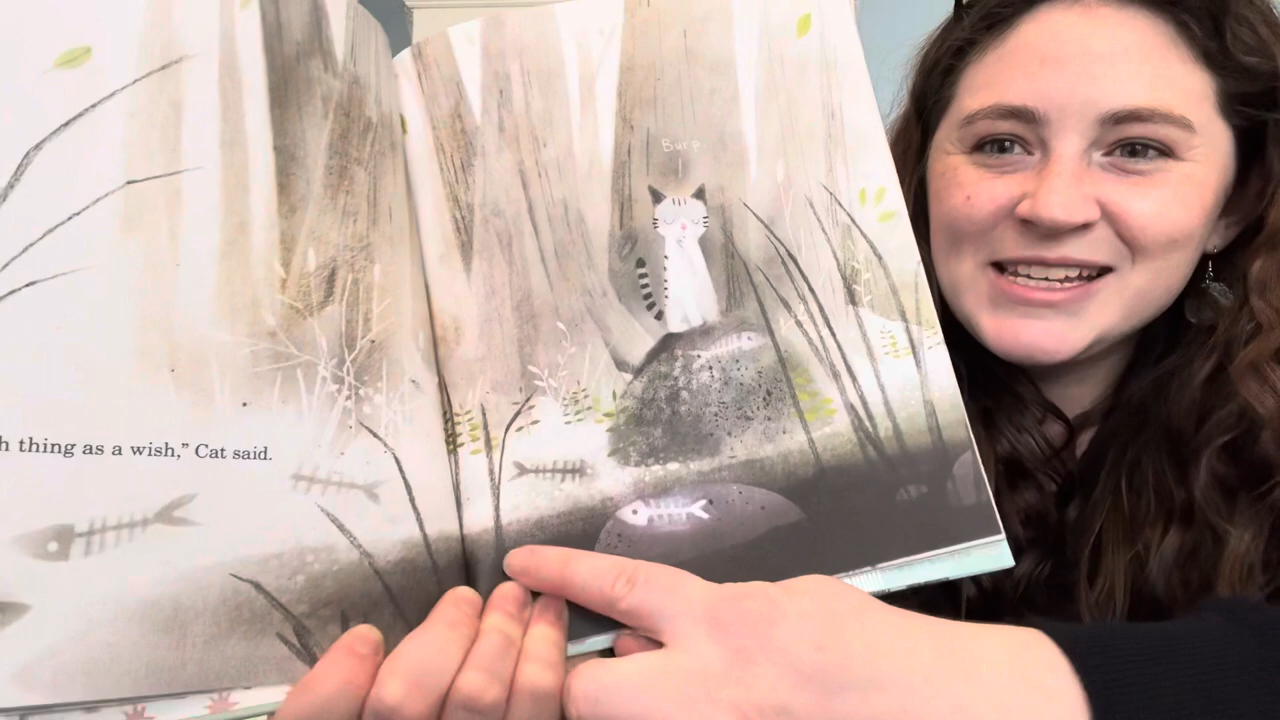 h thing as a wish,” Cat said.
Burp